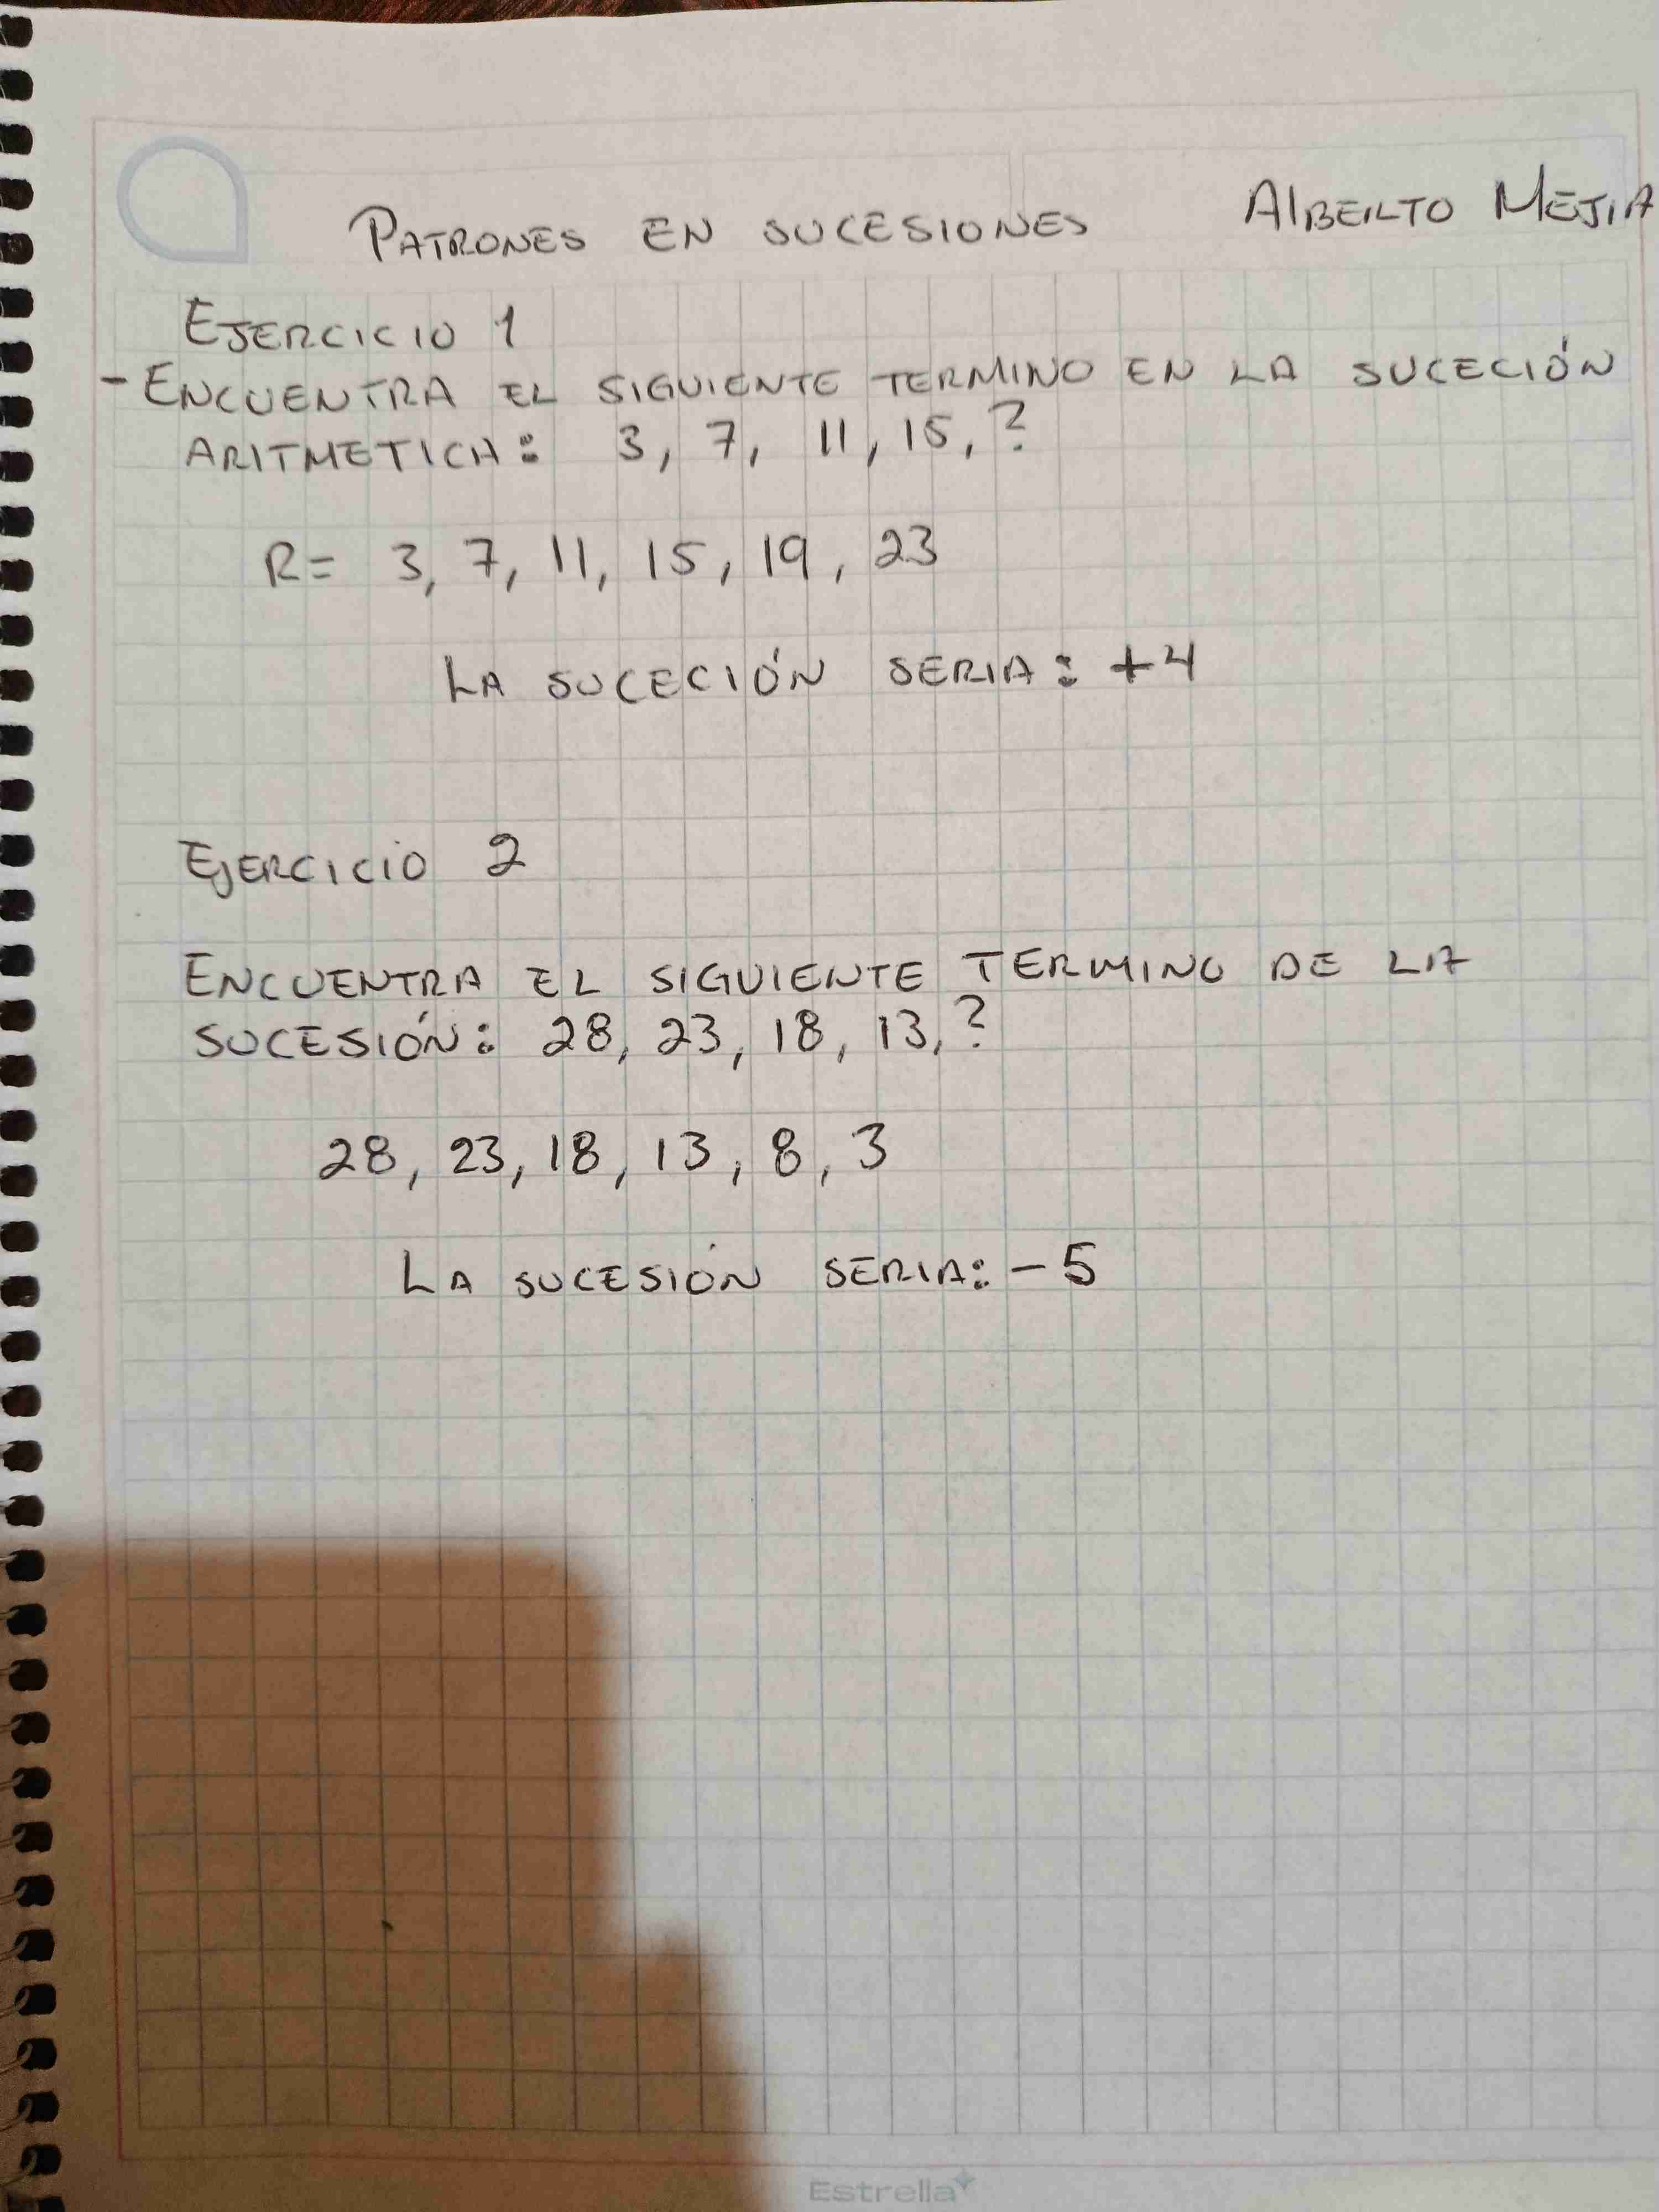 PATRONES EN SUCESIONES ALBERTO MEJIA
EJERCICIO 1
- ENCUENTRA EL SIGUIENTE TERMINO EN LA SUCECIÓN
ARITMETICA: 3, 7, 11, 15, ?
R= 3, 7, 11, 15, 19, 23
LA SUCECIÓN SERIA: +4
EJERCICIO 2
ENCUENTRA EL SIGUIENTE TERMINO DE LA
SUCESIÓN: 28, 23, 18, 13, ?
28, 23, 18, 13, 8, 3
LA SUCESIÓN SERIA: -5
Estrella